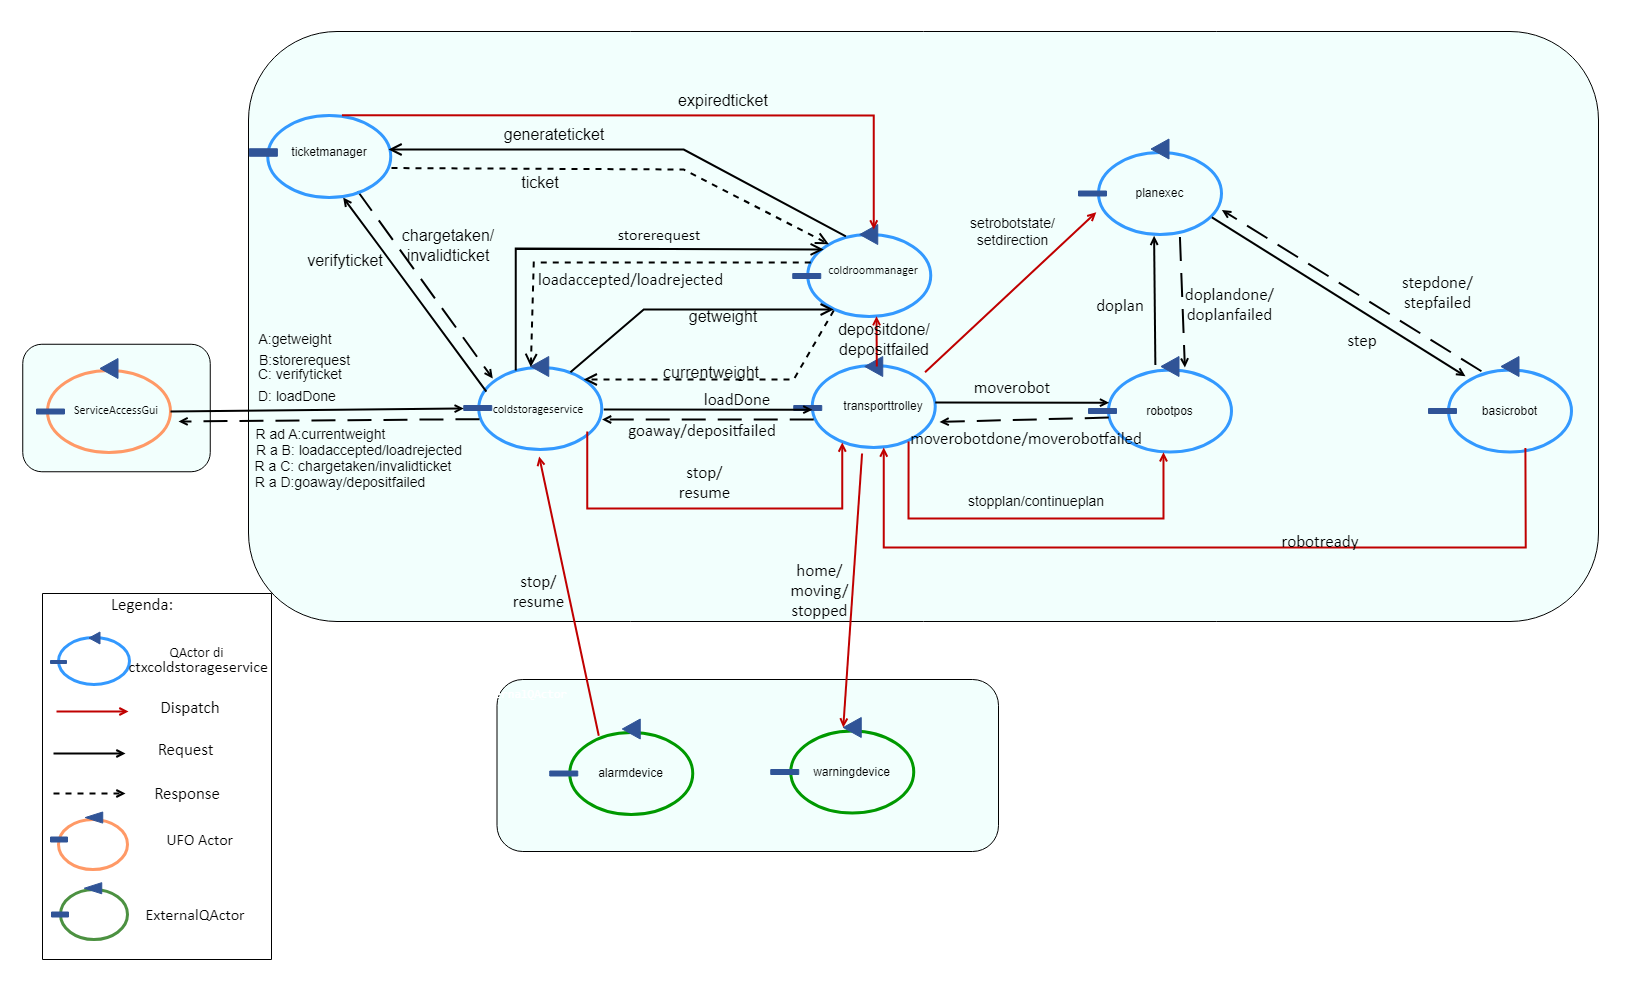 expiredticket
generateticket
ticketmanager
ticket
planexec
setrobotstate/
setdirection
chargetaken/
invalidticket
storerequest
verifyticket
coldroommanager
loadaccepted/loadrejected
stepdone/
stepfailed
doplandone/
doplanfailed
doplan
getweight
depositdone/
depositfailed
step
A:getweight
B:storerequest
C: verifyticket
D: loadDone
currentweight
moverobot
loadDone
ServiceAccessGui
coldstorageservice
transporttrolley
robotpos
basicrobot
goaway/depositfailed
moverobotdone/moverobotfailed
R ad A:currentweight
R a B: loadaccepted/loadrejected
R a C: chargetaken/invalidticket
R a D:goaway/depositfailed
stop/
resume
stopplan/continueplan
robotready
stop/
resume
home/
moving/
stopped
Legenda:
QActor di
ctxcoldstorageservice
Dispatch
Request
Response
UFO Actor
ExternalQActor
alarmdevice
warningdevice